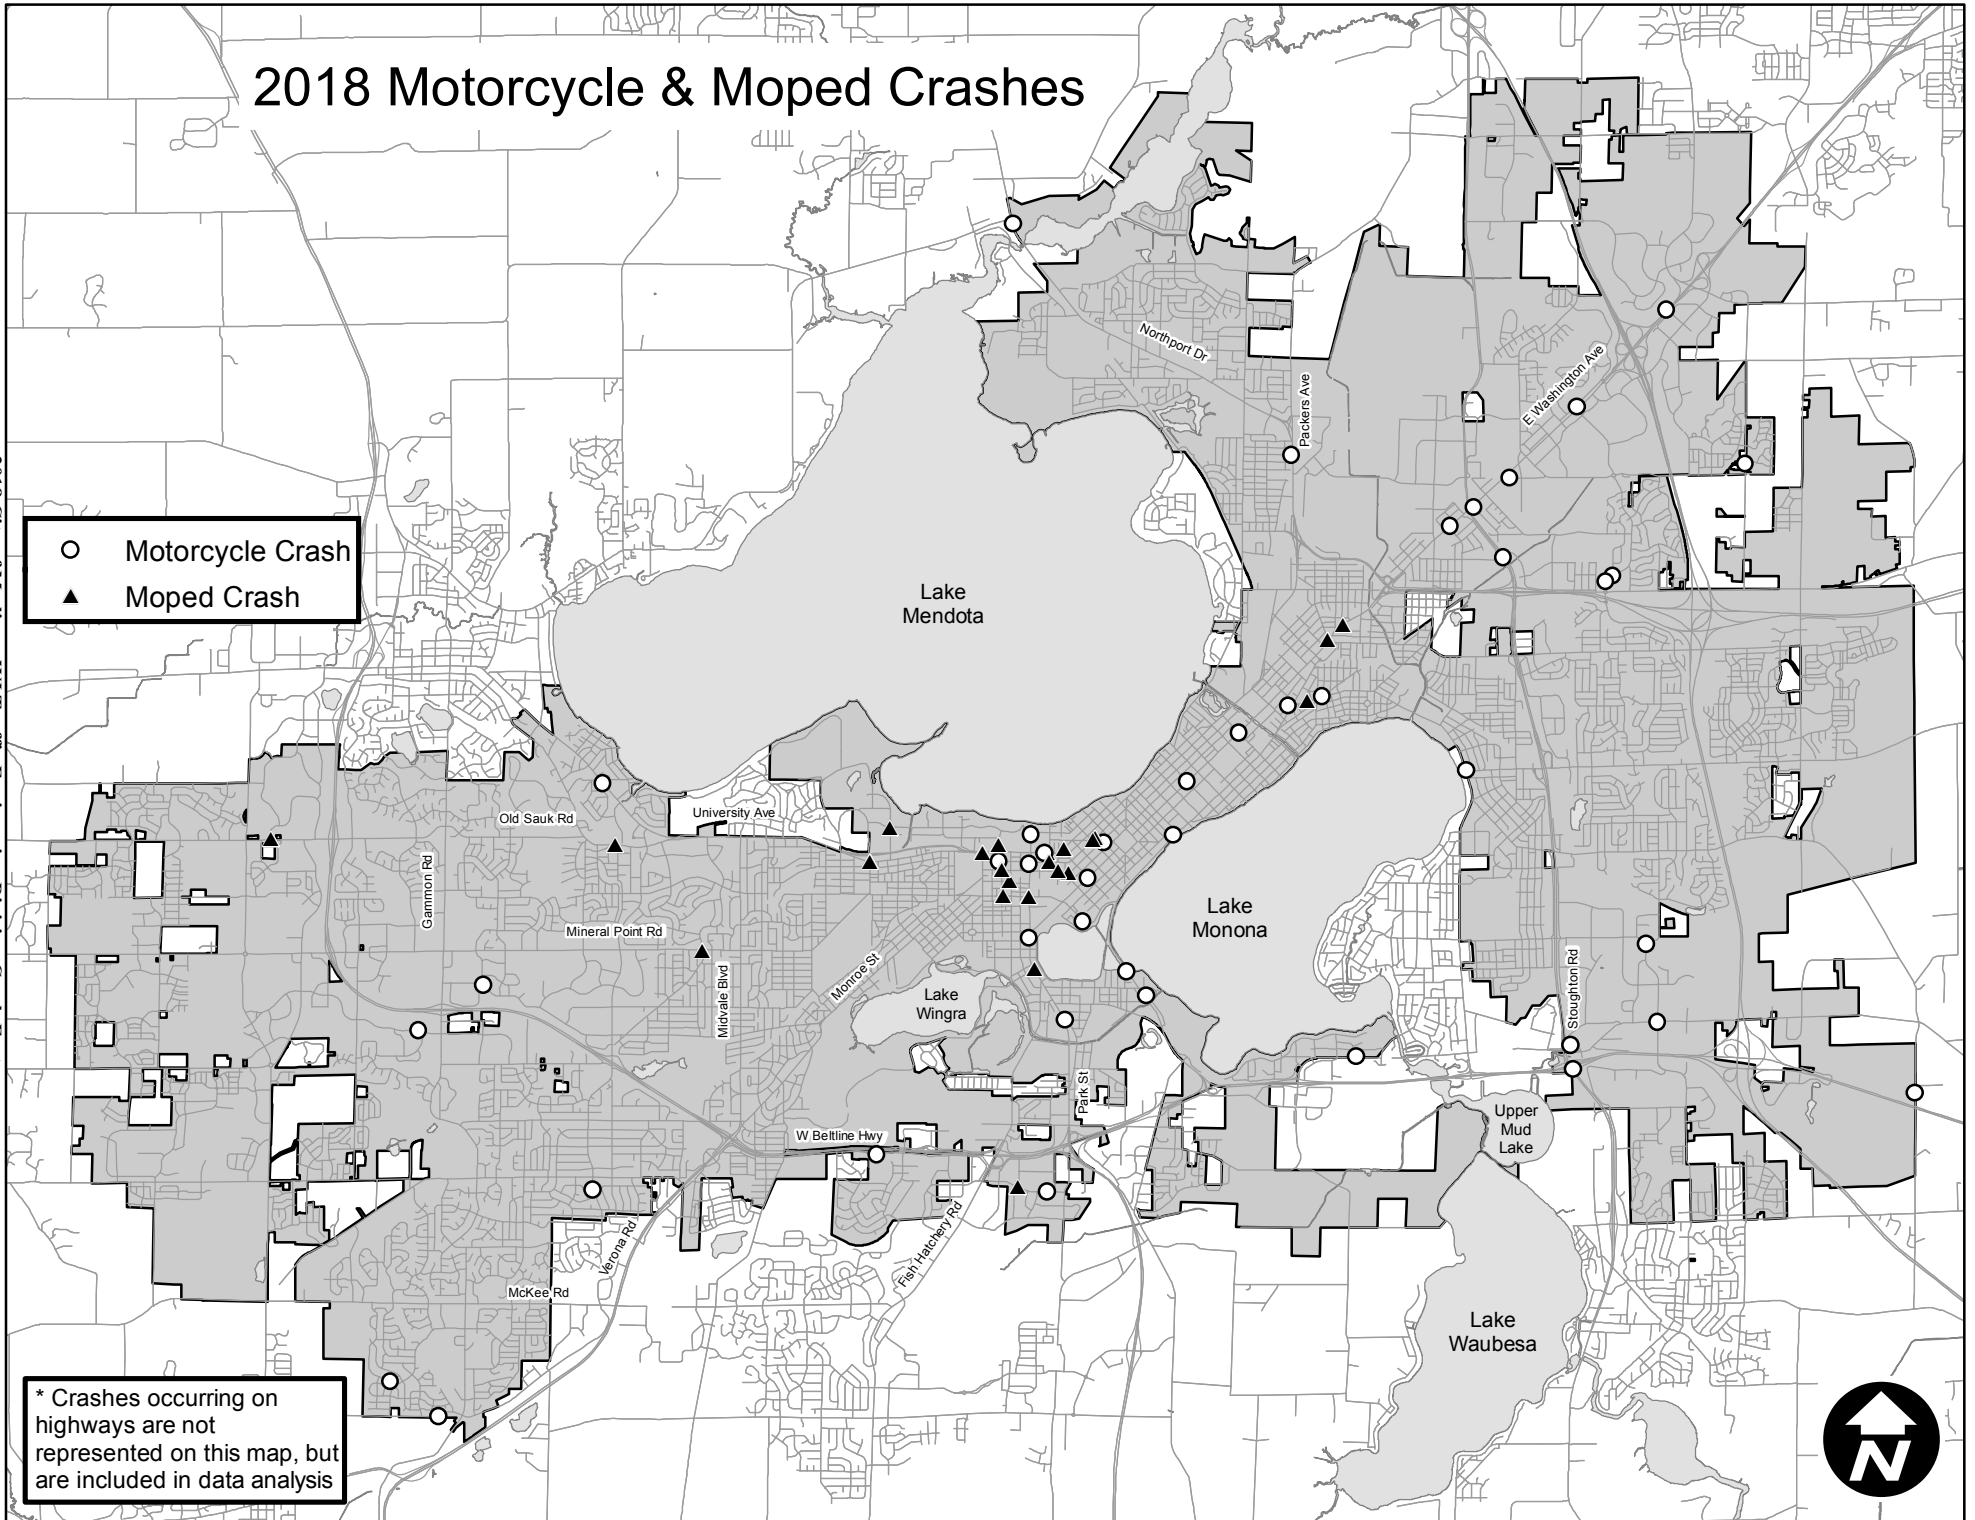 2018 Motorcycle & Moped Crashes
Northport Dr
Packers Ave
E Washington Ave
Motorcycle Crash
Moped Crash
Lake
Mendota
Old Sauk Rd
University Ave
Gammon Rd
Mineral Point Rd
Midvale Blvd
Monroe St
Lake
Monona
Lake
Wingra
Stoughton Rd
Park St
W Beltline Hwy
Upper
Mud
Lake
Verona Rd
Fish Hatchery Rd
McKee Rd
Lake
Waubesa
* Crashes occurring on
highways are not
represented on this map, but
are included in data analysis
N